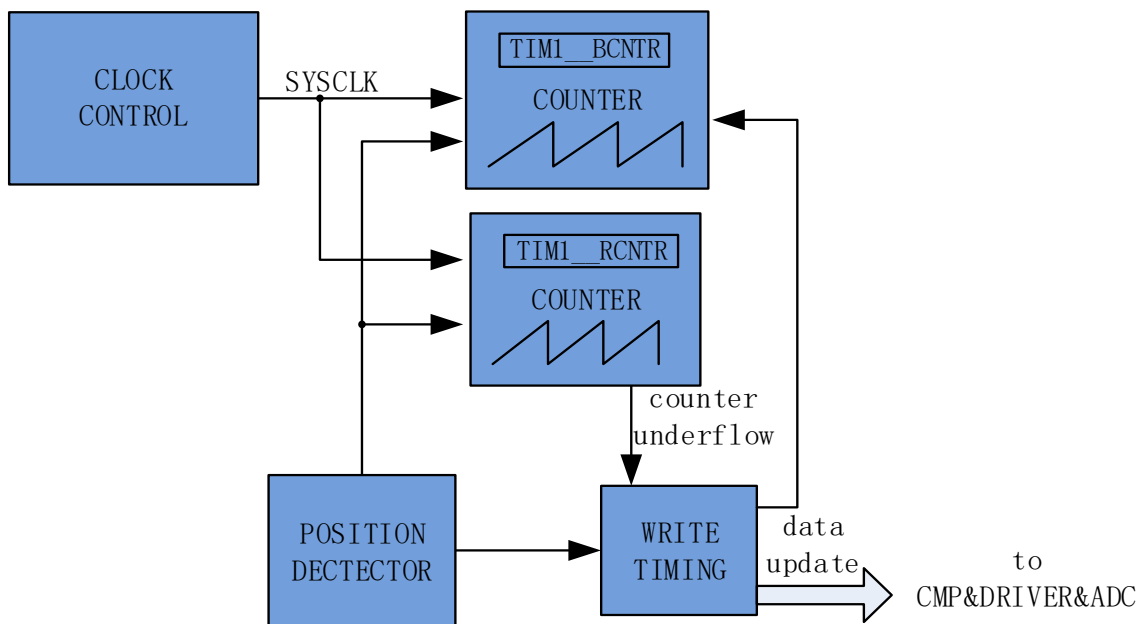 CLOCK
CONTROL
SYSCLK
TIM1__BCNTR
COUNTER
TIM1__RCNTR
COUNTER
counter
underflow
POSITION
DECTECTOR
WRITE
TIMING
data
update
to
CMP&DRIVER&ADC